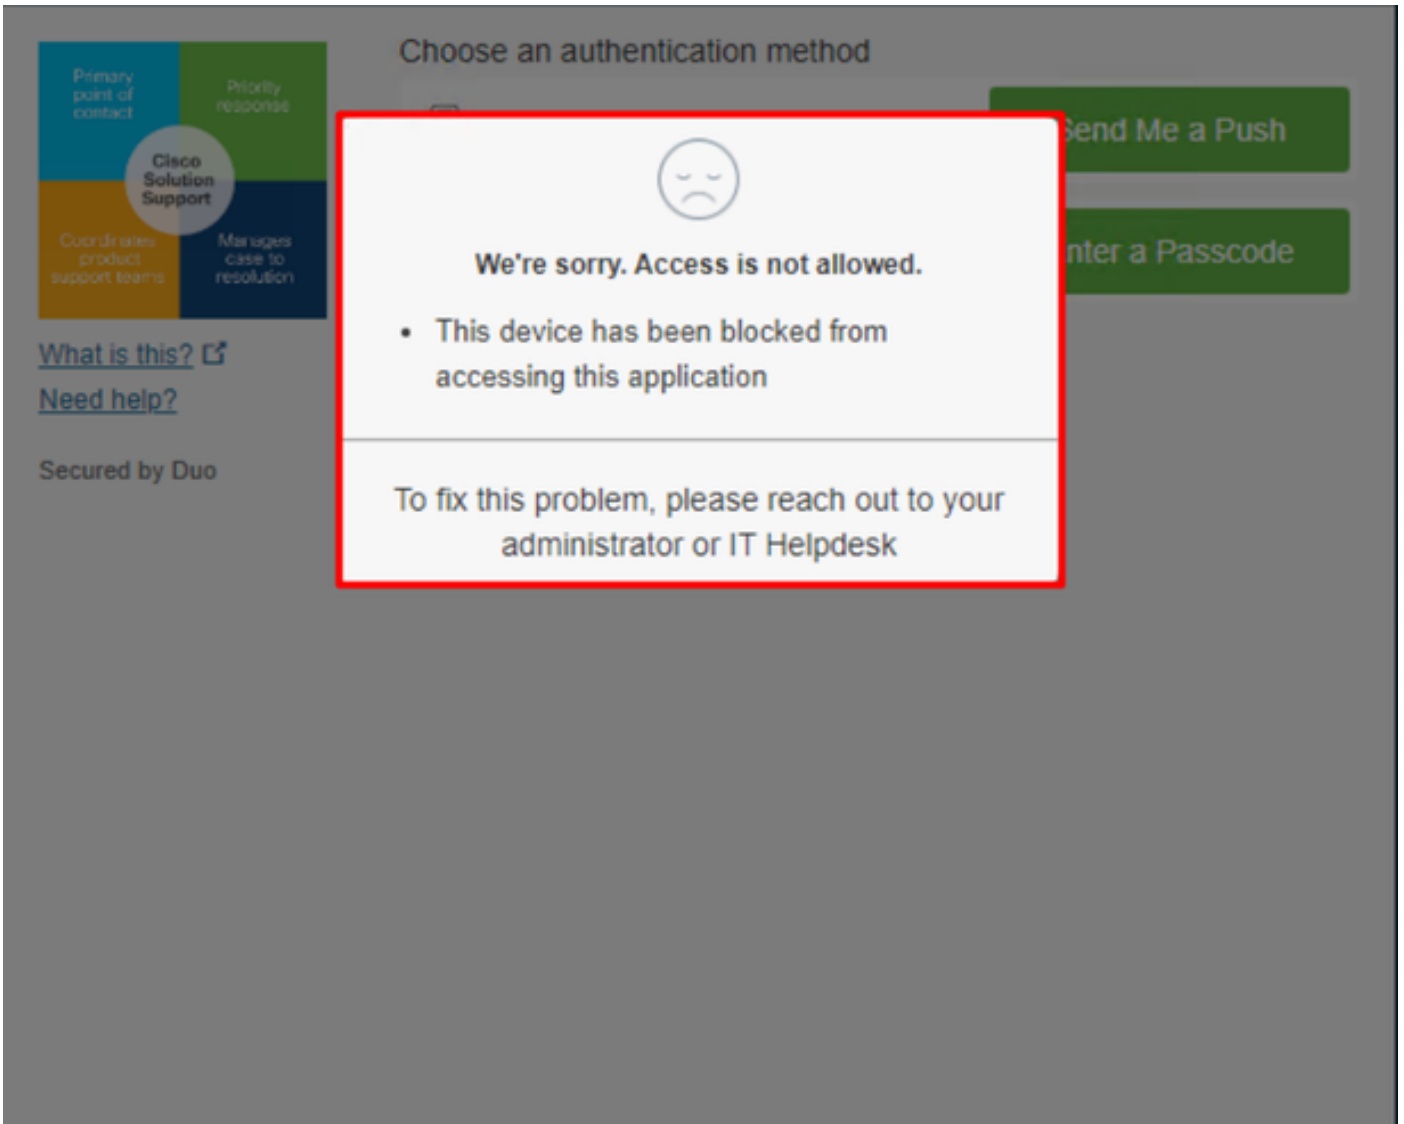 Choose an authentication method
Primary
point of
contact
Priority
response
Cisco
Solution
Support
Coordinates
product
support teams
Manages
case to
resolution
Send Me a Push
nter a Passcode
We're sorry. Access is not allowed.
• This device has been blocked from
accessing this application
To fix this problem, please reach out to your
administrator or IT Helpdesk
What is this?
Need help?
Secured by Duo